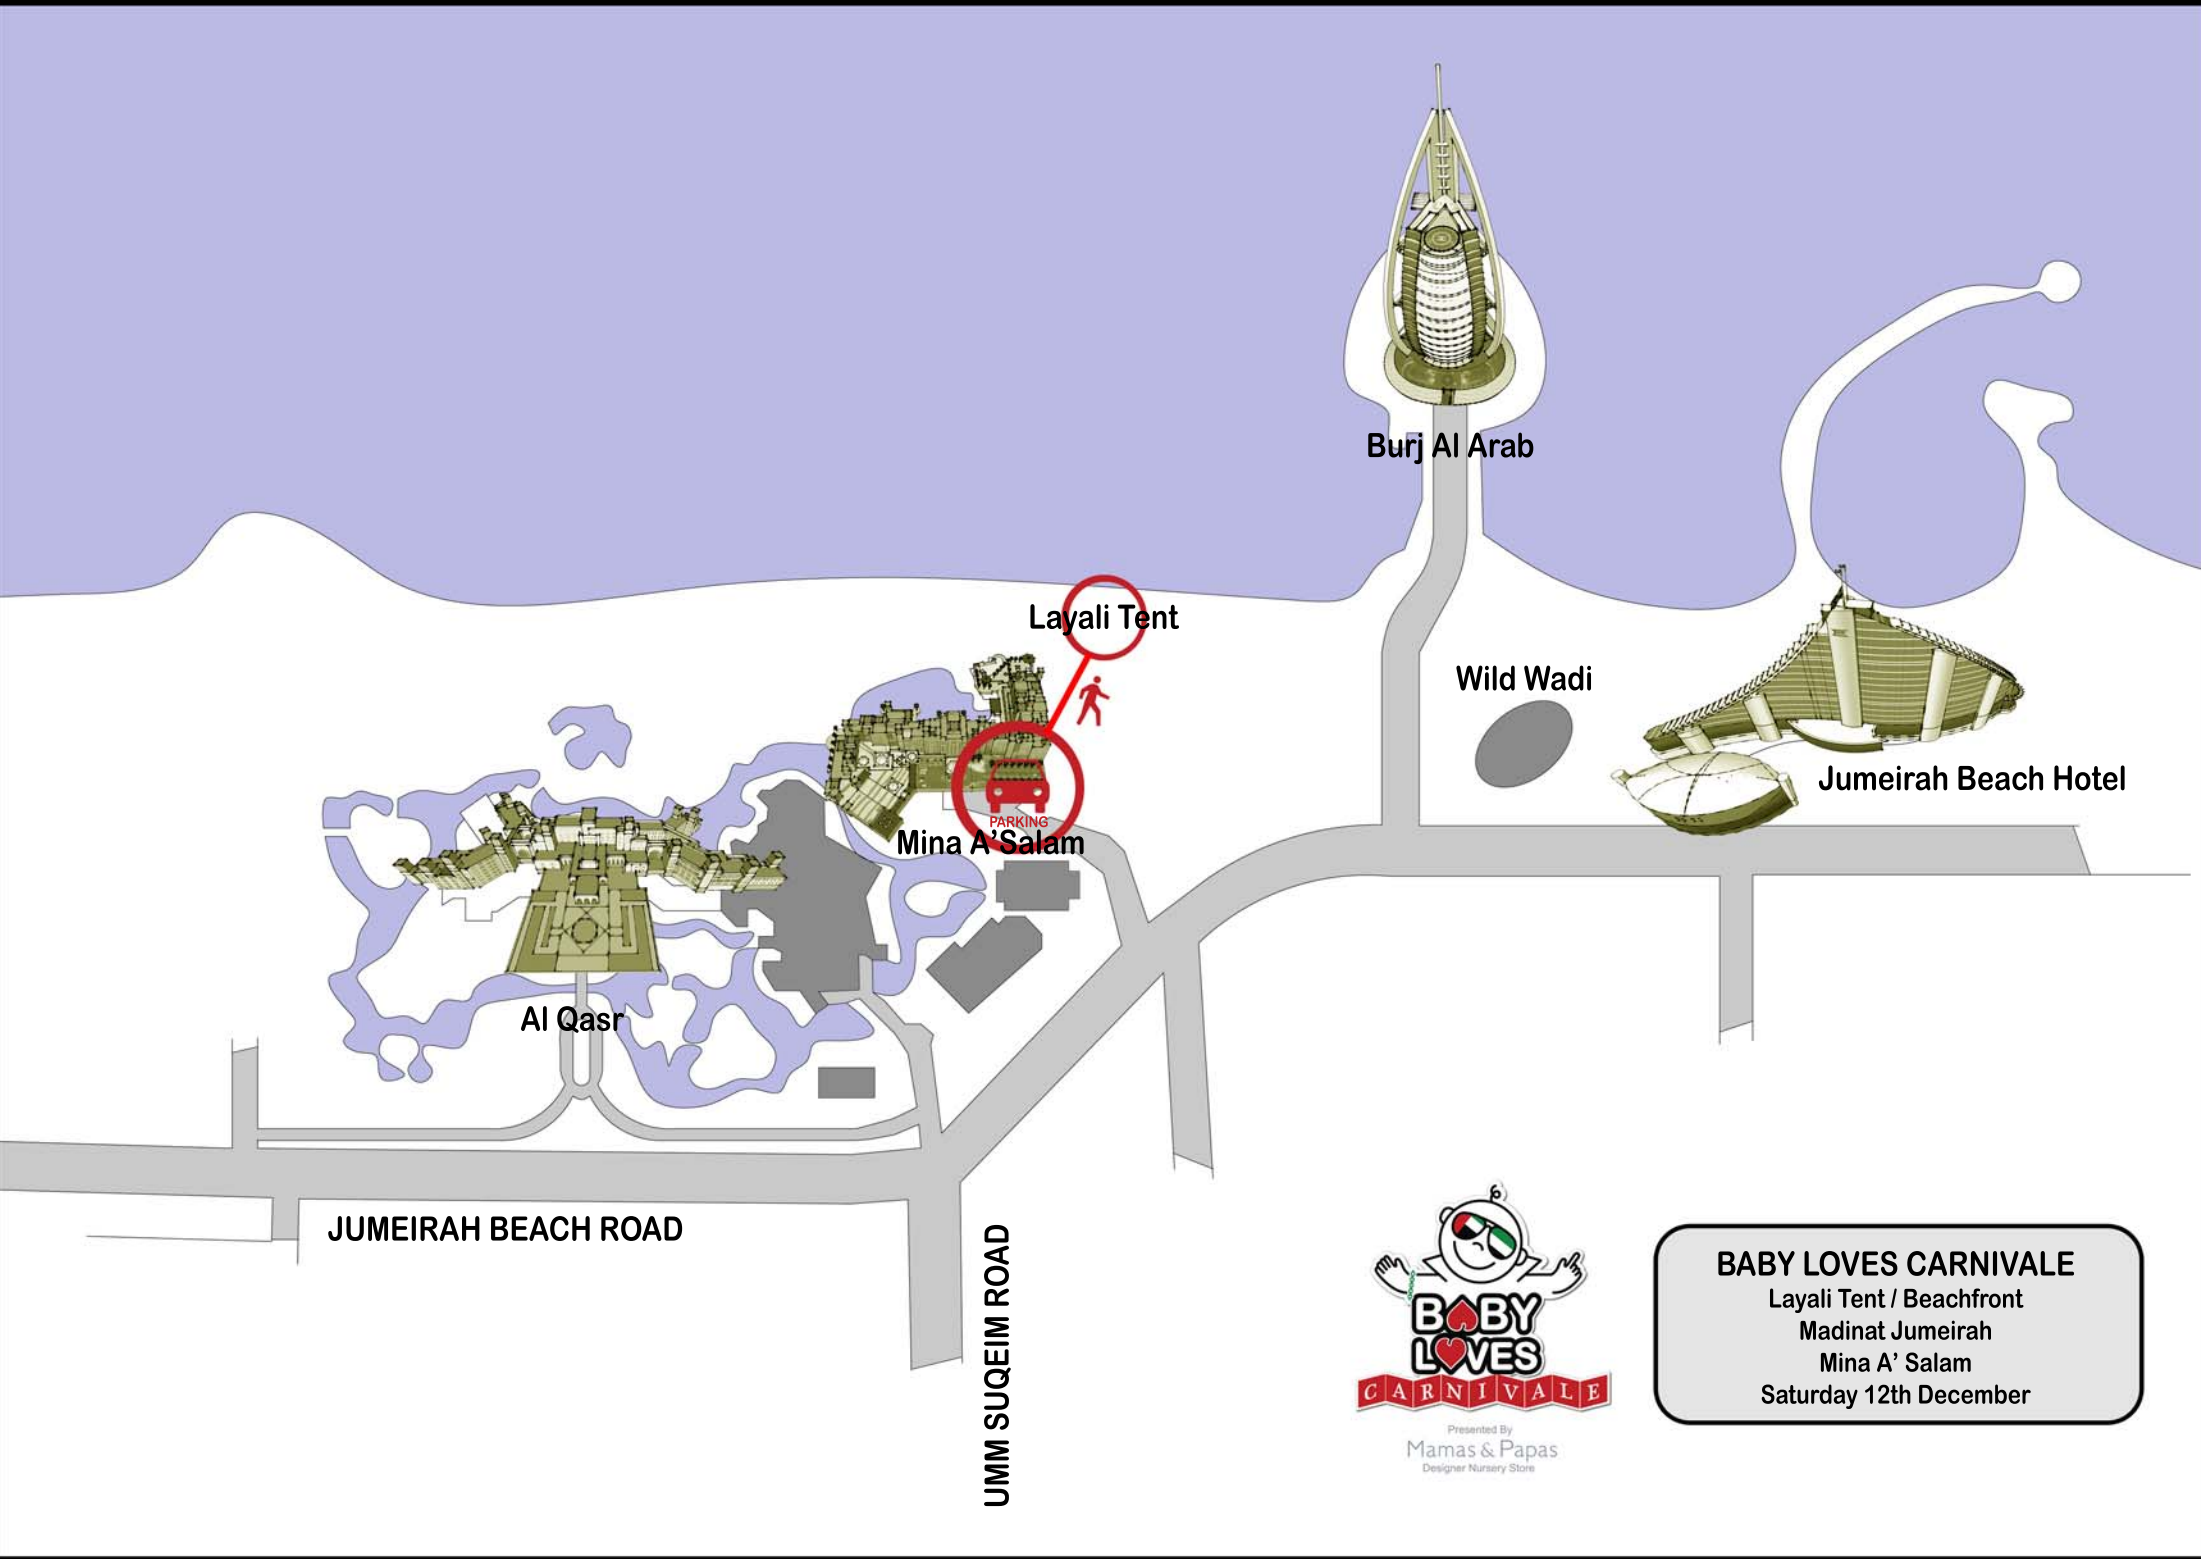 Burj Al Arab
Layali Tent
Wild Wadi
Jumeirah Beach Hotel
PARKING
Mina A’Salam
Al Qasr
JUMEIRAH BEACH ROAD
UMM SUQEIM ROAD
BABY
LOVES
CARNIVALE
Presented By
Mamas & Papas
Designer Nursery Store
BABY LOVES CARNIVALE
Layali Tent / Beachfront
Madinat Jumeirah
Mina A’ Salam
Saturday 12th December